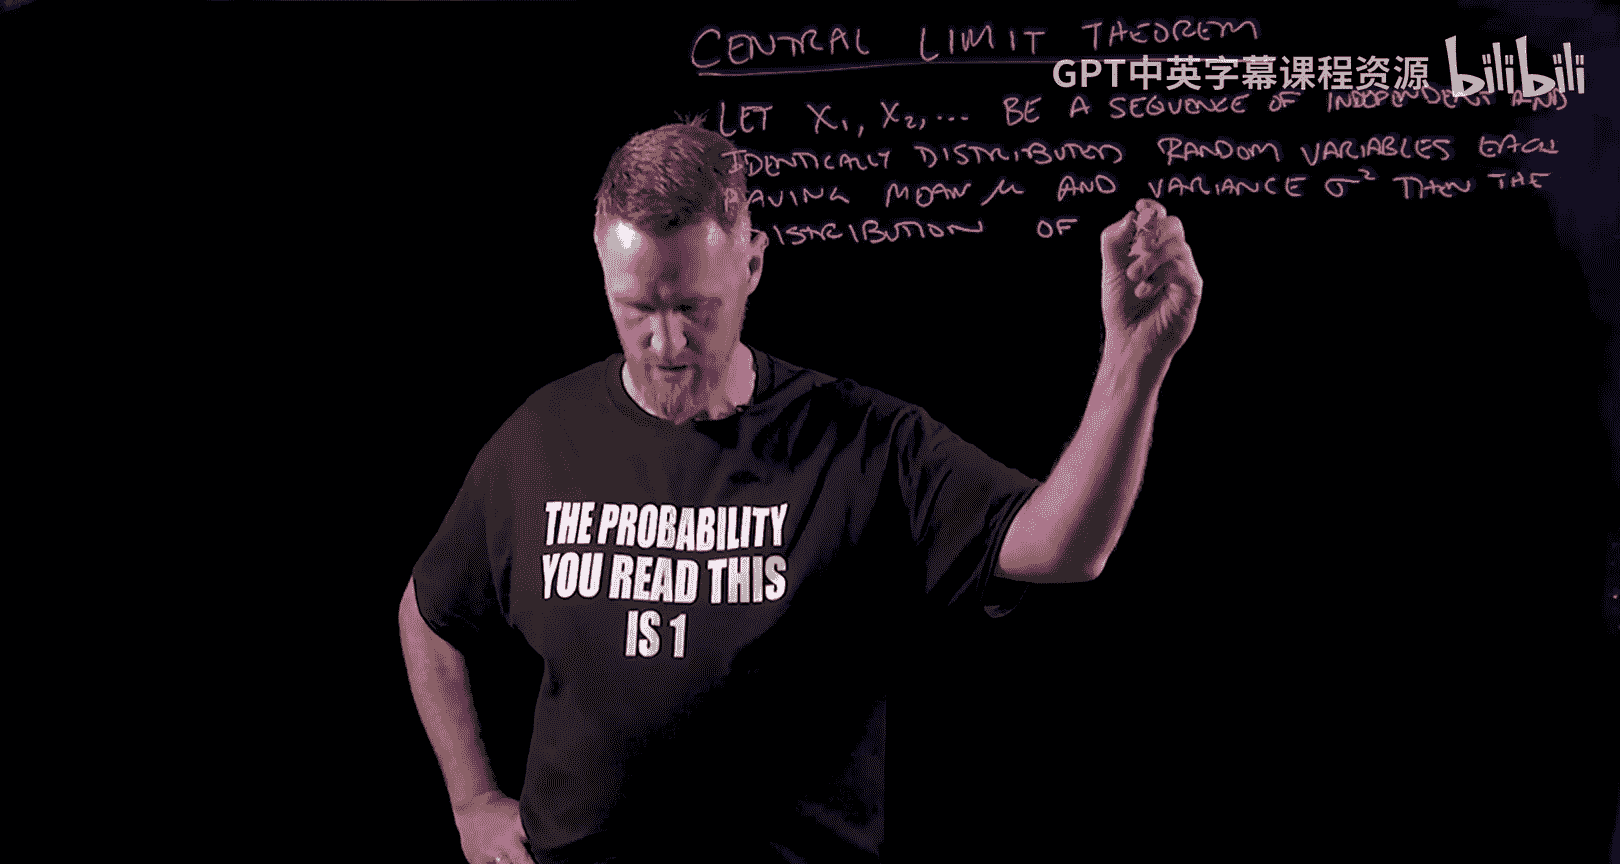 CENTRAL LIMIT THEOREM
GPT中英字幕课程资源 bilibili
LET X₁, X₂, ... BE A SEQUENCE OF INDEPENDENT AND
IDENTICALLY DISTRIBUTED RANDOM VARIABLES EACH
HAVING MEAN μ AND VARIANCE σ² THEN THE
DISTRIBUTION OF
THE PROBABILITY
YOU READ THIS
IS 1